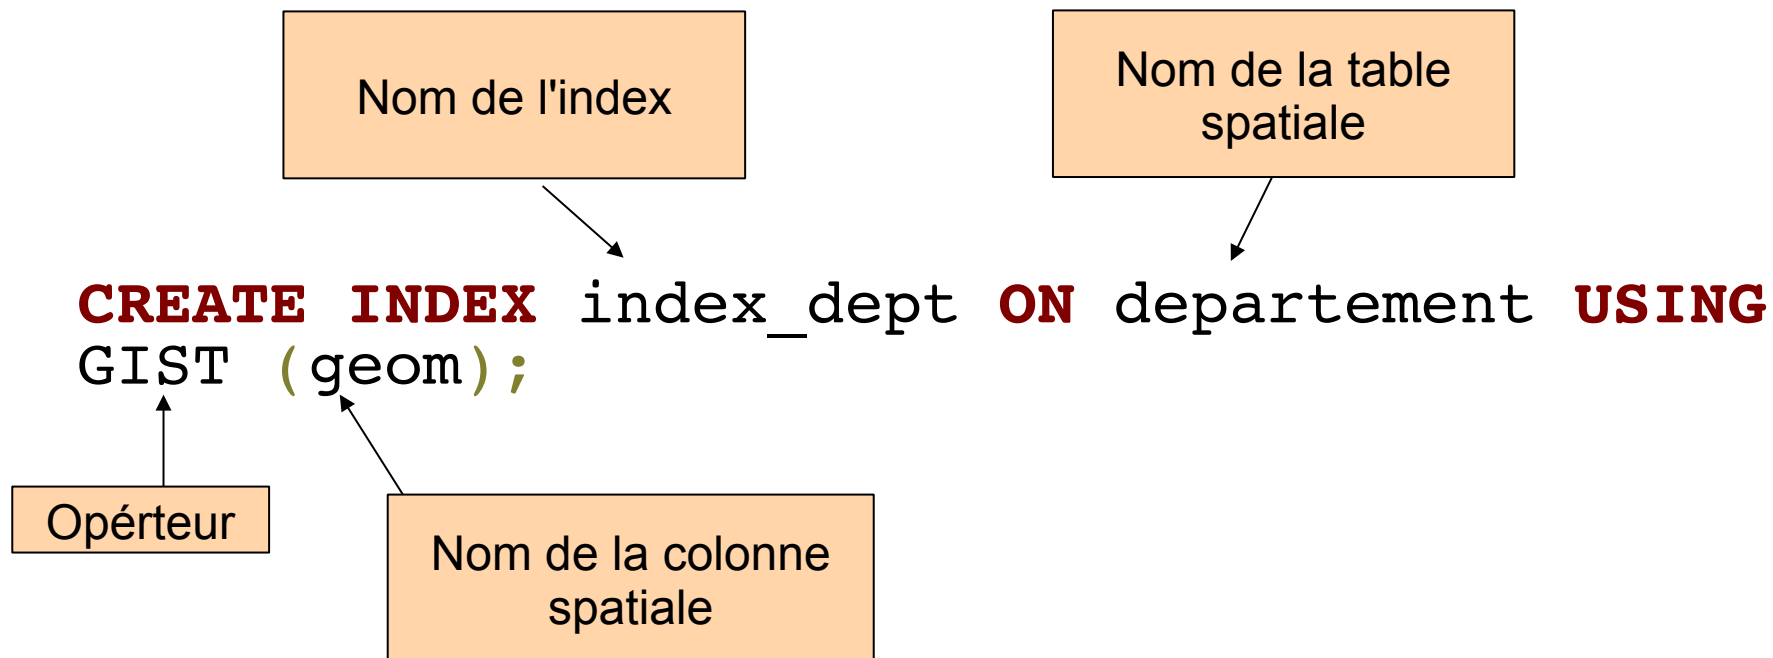 Nom de l'index
Nom de la table
spatiale
CREATE INDEX index_dept ON departement USING
GIST (geom);
Opérteur
Nom de la colonne
spatiale